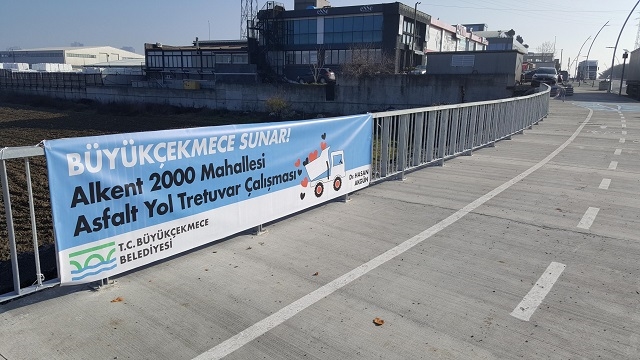 BÜYÜKÇEKMECE SUNAR!
Alkent 2000 Mahallesi
Asfalt Yol Tretuvar Çalışması
T.C. BÜYÜKÇEKMECE
BELEDİYESİ
Dr. HASAN
AKGÜN